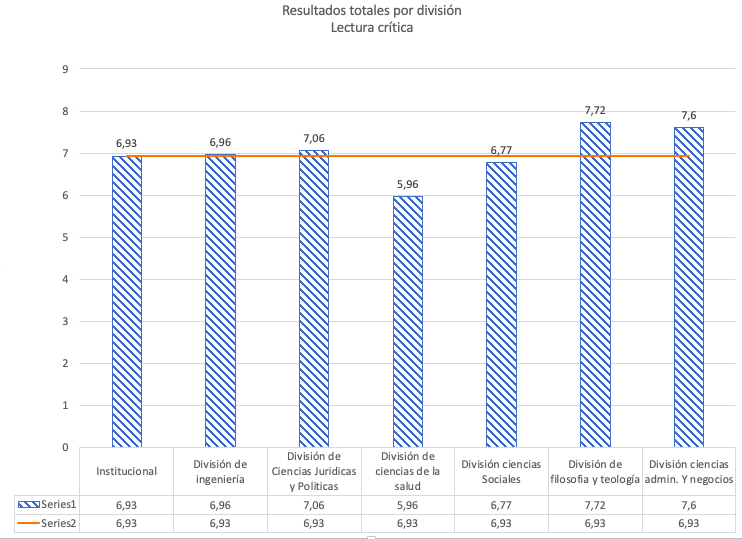 Resultados totales por división
Lectura crítica
9
8
7
6
5
4
3
2
1
0
6,93
6,96
7,06
5,96
6,77
7,72
7,6
Institucional
División de
ingeniería
División de
Ciencias Juridicas
y Politicas
División de
ciencias de la
salud
División ciencias
Sociales
División de
filosofia y teología
División ciencias
admin. Y negocios
Series1 6,93 6,96 7,06 5,96 6,77 7,72 7,6
Series2 6,93 6,93 6,93 6,93 6,93 6,93 6,93